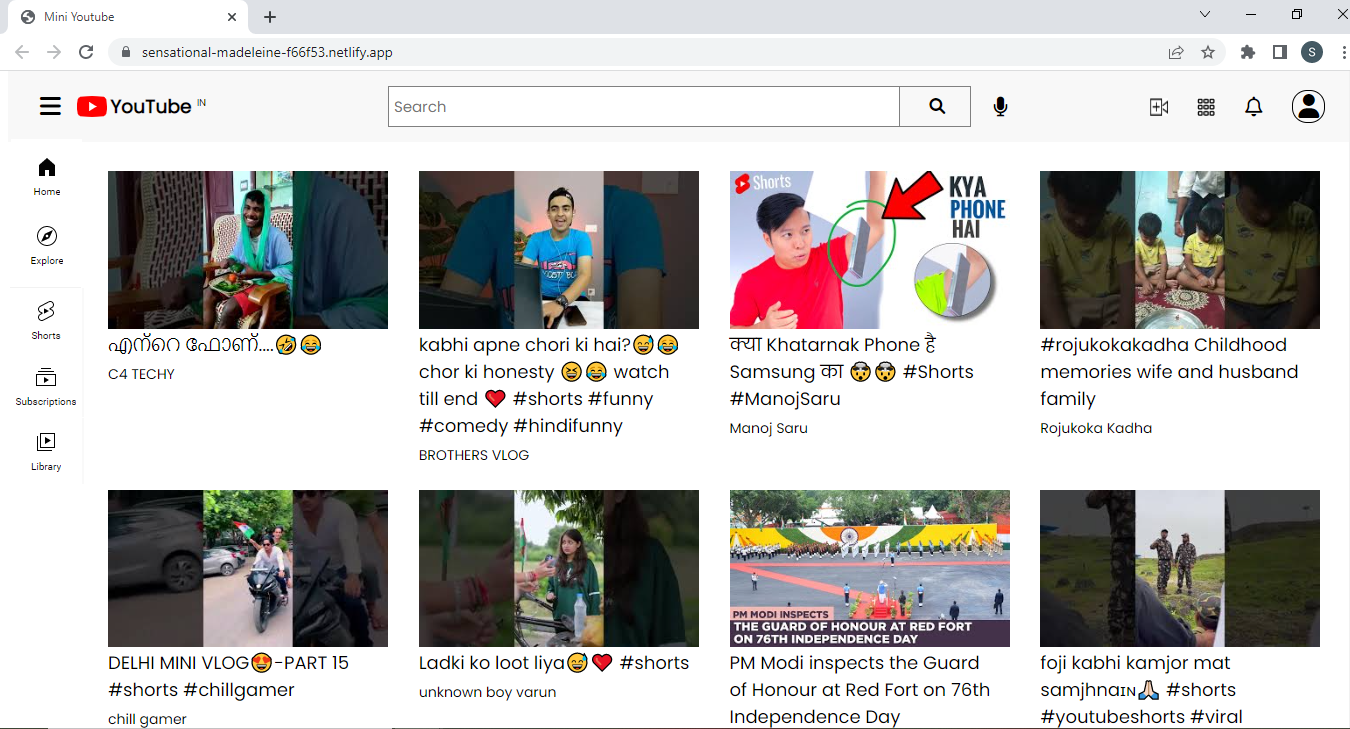 Mini Youtube
sensational-madeleine-f66f53.netlify.app
S
YouTube IN
Search
Home
Explore
Shorts
Subscriptions
Library
Shorts
KYA
PHONE
HAI
എന്റെ ഫോണ്....🤣😂
C4 TECHY
kabhi apne chori ki hai?😅😂
chor ki honesty 😆😂 watch
till end ❤️ #shorts #funny
#comedy #hindifunny
BROTHERS VLOG
क्या Khatarnak Phone है
Samsung का 🤯🤯 #Shorts
#ManojSaru
Manoj Saru
#rojukokakadha Childhood
memories wife and husband
family
Rojukoka Kadha
PM MODI INSPECTS
THE GUARD OF HONOUR AT RED FORT
ON 76TH INDEPENDENCE DAY
DELHI MINI VLOG😍-PART 15
#shorts #chillgamer
chill gamer
Ladki ko loot liya😅❤️ #shorts
unknown boy varun
PM Modi inspects the Guard
of Honour at Red Fort on 76th
Independence Day
foji kabhi kamjor mat
samjhnaɪɴ🙏🏻 #shorts
#youtubeshorts #viral